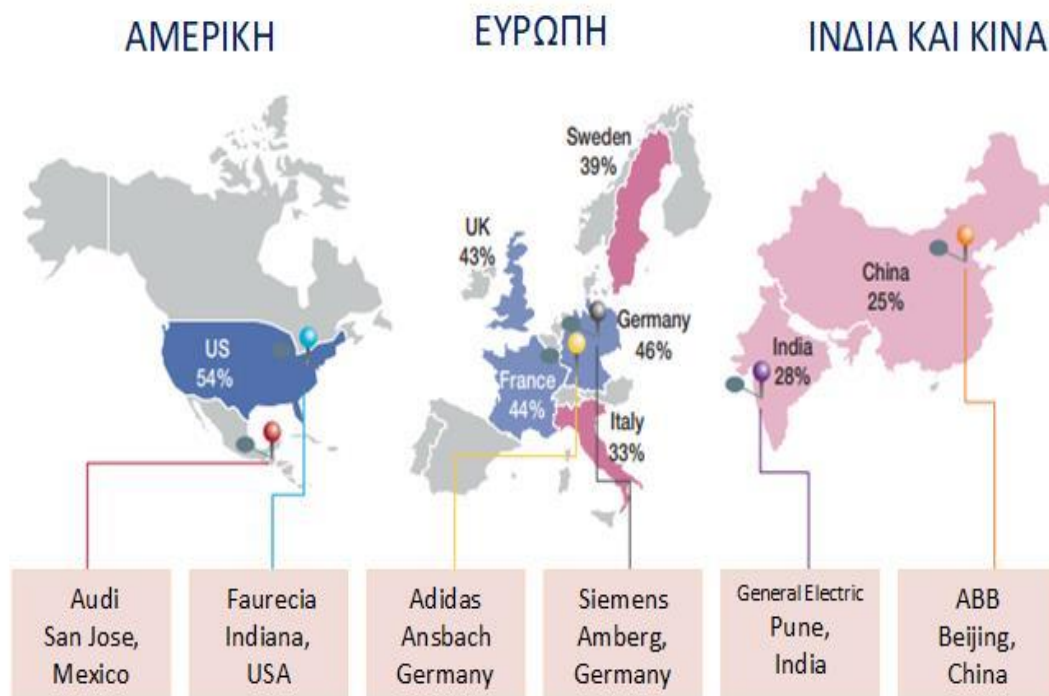 ΑΜΕΡΙΚΗ
ΕΥΡΩΠΗ
ΙΝΔΙΑ ΚΑΙ ΚΙΝΑ
US
54%
Sweden
39%
UK
43%
Germany
46%
France
44%
Italy
33%
China
25%
India
28%
Audi
San Jose,
Mexico
Faurecia
Indiana,
USA
Adidas
Ansbach
Germany
Siemens
Amberg,
Germany
General Electric
Pune,
India
ABB
Beijing,
China